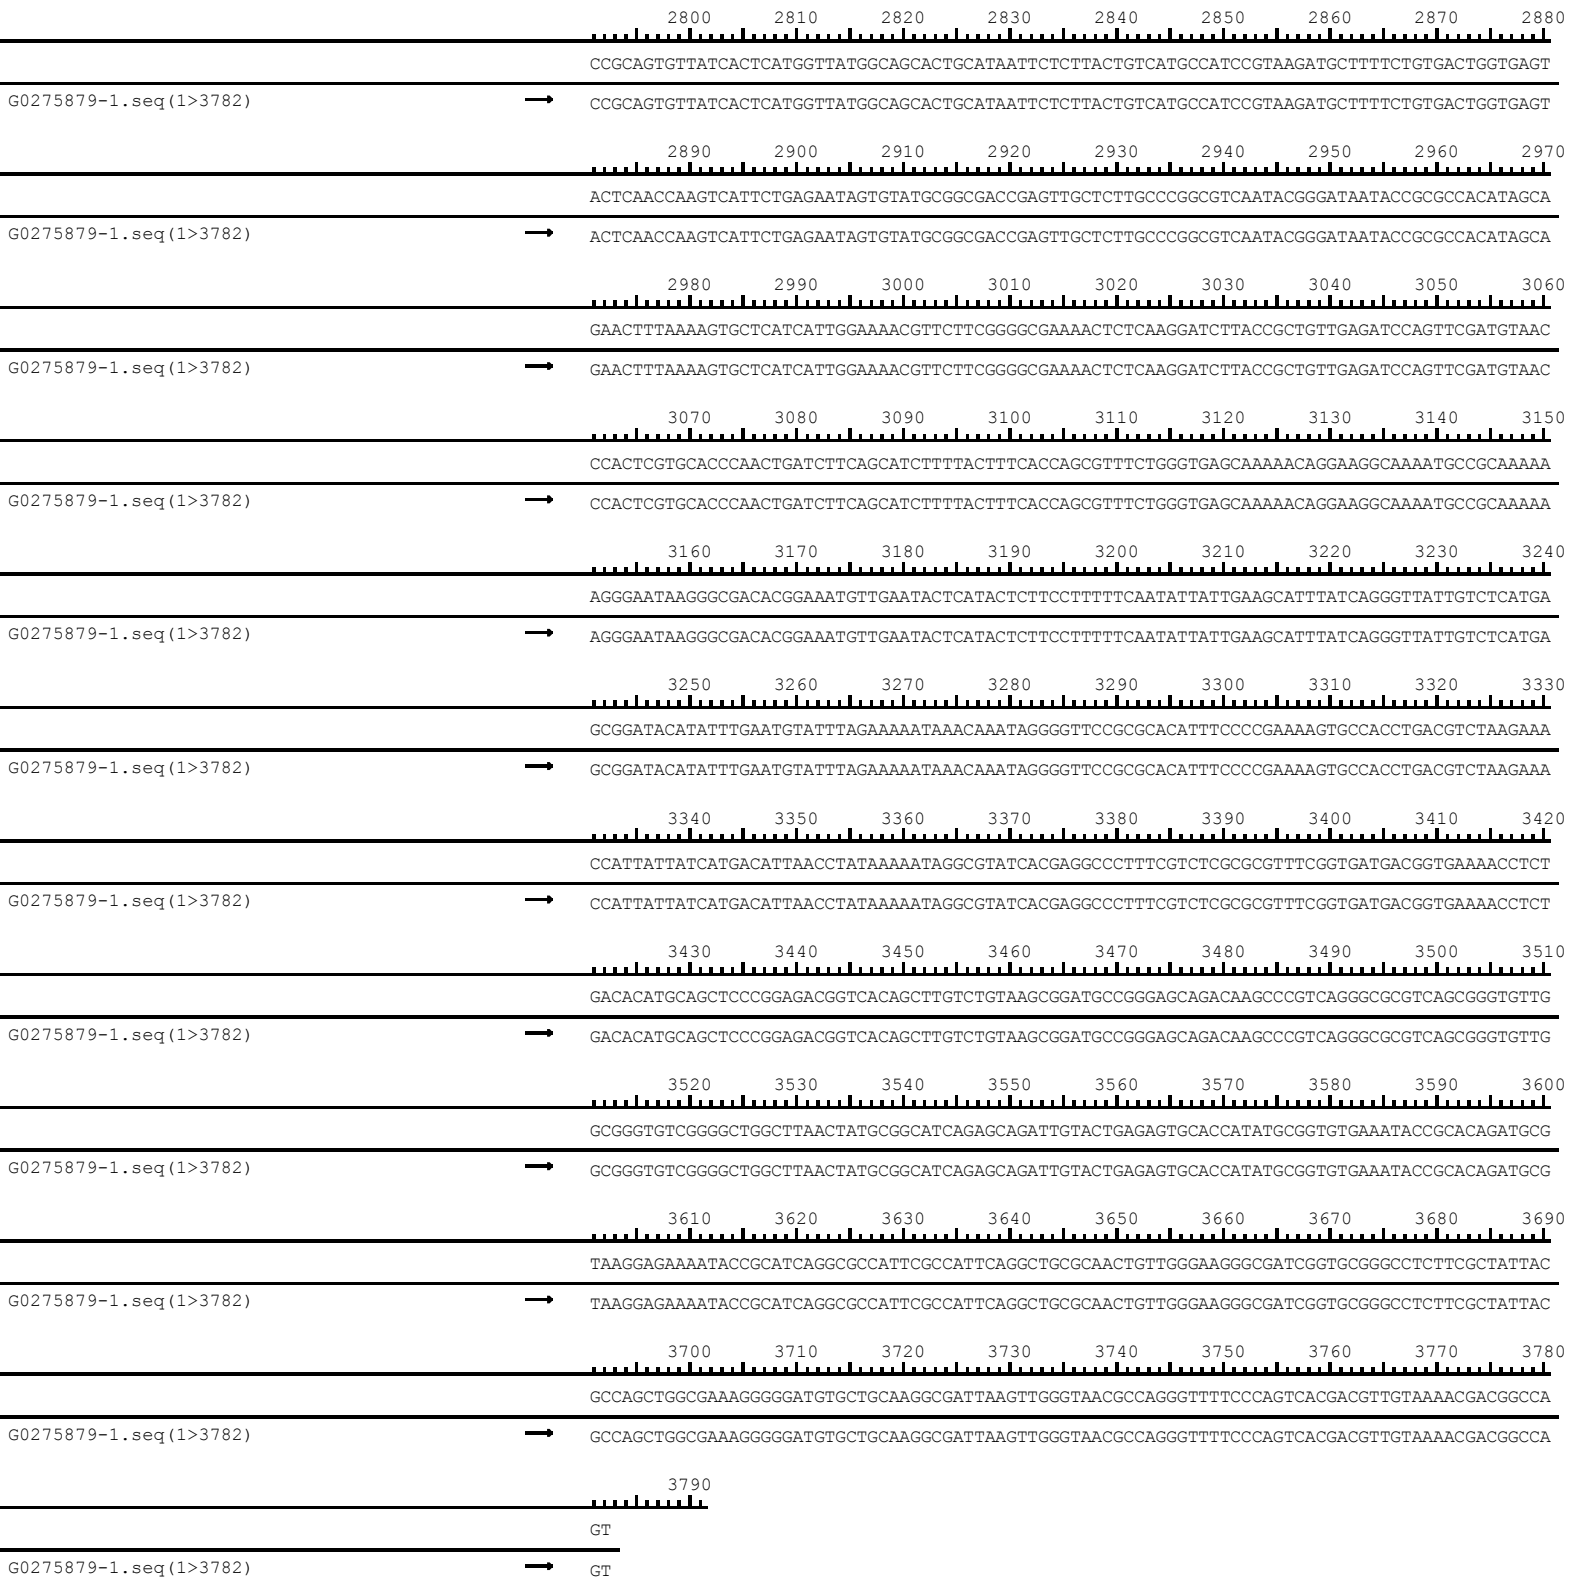 2800 2810 2820 2830 2840 2850 2860 2870 2880
CCGCAGTGTTATCACTCATGGTTATGGCAGCACTGCATAATTCTCTTACTGTCATGCCATCCGTAAGATGCTTTTCTGTGACTGGTGAGT
G0275879-1.seq(1>3782) → CCGCAGTGTTATCACTCATGGTTATGGCAGCACTGCATAATTCTCTTACTGTCATGCCATCCGTAAGATGCTTTTCTGTGACTGGTGAGT
2890 2900 2910 2920 2930 2940 2950 2960 2970
ACTCAACCAAGTCATTCTGAGAATAGTGTATGCGGCGACCGAGTTGCTCTTGCCCGGCGTCAATACGGGATAATACCGCGCCACATAGCA
G0275879-1.seq(1>3782) → ACTCAACCAAGTCATTCTGAGAATAGTGTATGCGGCGACCGAGTTGCTCTTGCCCGGCGTCAATACGGGATAATACCGCGCCACATAGCA
2980 2990 3000 3010 3020 3030 3040 3050 3060
GAACTTTAAAAGTGCTCATCATTGGAAAACGTTCTTCGGGGCGAAAACTCTCAAGGATCTTACCGCTGTTGAGATCCAGTTCGATGTAAC
G0275879-1.seq(1>3782) → GAACTTTAAAAGTGCTCATCATTGGAAAACGTTCTTCGGGGCGAAAACTCTCAAGGATCTTACCGCTGTTGAGATCCAGTTCGATGTAAC
3070 3080 3090 3100 3110 3120 3130 3140 3150
CCACTCGTGCACCCAACTGATCTTCAGCATCTTTTACTTTCACCAGCGTTTCTGGGTGAGCAAAAACAGGAAGGCAAAATGCCGCAAAAA
G0275879-1.seq(1>3782) → CCACTCGTGCACCCAACTGATCTTCAGCATCTTTTACTTTCACCAGCGTTTCTGGGTGAGCAAAAACAGGAAGGCAAAATGCCGCAAAAA
3160 3170 3180 3190 3200 3210 3220 3230 3240
AGGGAATAAGGGCGACACGGAAATGTTGAATACTCATACTCTTCCTTTTTCAATATTATTGAAGCATTTATCAGGGTTATTGTCTCATGA
G0275879-1.seq(1>3782) → AGGGAATAAGGGCGACACGGAAATGTTGAATACTCATACTCTTCCTTTTTCAATATTATTGAAGCATTTATCAGGGTTATTGTCTCATGA
3250 3260 3270 3280 3290 3300 3310 3320 3330
GCGGATACATATTTGAATGTATTTAGAAAAATAAACAAATAGGGGTTCCGCGCACATTTCCCCGAAAAGTGCCACCTGACGTCTAAGAAA
G0275879-1.seq(1>3782) → GCGGATACATATTTGAATGTATTTAGAAAAATAAACAAATAGGGGTTCCGCGCACATTTCCCCGAAAAGTGCCACCTGACGTCTAAGAAA
3340 3350 3360 3370 3380 3390 3400 3410 3420
CCATTATTATCATGACATTAACCTATAAAAATAGGCGTATCACGAGGCCCTTTCGTCTCGCGCGTTTCGGTGATGACGGTGAAAACCTCT
G0275879-1.seq(1>3782) → CCATTATTATCATGACATTAACCTATAAAAATAGGCGTATCACGAGGCCCTTTCGTCTCGCGCGTTTCGGTGATGACGGTGAAAACCTCT
3430 3440 3450 3460 3470 3480 3490 3500 3510
GACACATGCAGCTCCCGGAGACGGTCACAGCTTGTCTGTAAGCGGATGCCGGGAGCAGACAAGCCCGTCAGGGCGCGTCAGCGGGTGTTG
G0275879-1.seq(1>3782) → GACACATGCAGCTCCCGGAGACGGTCACAGCTTGTCTGTAAGCGGATGCCGGGAGCAGACAAGCCCGTCAGGGCGCGTCAGCGGGTGTTG
3520 3530 3540 3550 3560 3570 3580 3590 3600
GCGGGTGTCGGGGCTGGCTTAACTATGCGGCATCAGAGCAGATTGTACTGAGAGTGCACCATATGCGGTGTGAAATACCGCACAGATGCG
G0275879-1.seq(1>3782) → GCGGGTGTCGGGGCTGGCTTAACTATGCGGCATCAGAGCAGATTGTACTGAGAGTGCACCATATGCGGTGTGAAATACCGCACAGATGCG
3610 3620 3630 3640 3650 3660 3670 3680 3690
TAAGGAGAAAATACCGCATCAGGCGCCATTCGCCATTCAGGCTGCGCAACTGTTGGGAAGGGCGATCGGTGCGGGCCTCTTCGCTATTAC
G0275879-1.seq(1>3782) → TAAGGAGAAAATACCGCATCAGGCGCCATTCGCCATTCAGGCTGCGCAACTGTTGGGAAGGGCGATCGGTGCGGGCCTCTTCGCTATTAC
3700 3710 3720 3730 3740 3750 3760 3770 3780
GCCAGCTGGCGAAAGGGGGATGTGCTGCAAGGCGATTAAGTTGGGTAACGCCAGGGTTTTCCCAGTCACGACGTTGTAAAACGACGGCCA
G0275879-1.seq(1>3782) → GCCAGCTGGCGAAAGGGGGATGTGCTGCAAGGCGATTAAGTTGGGTAACGCCAGGGTTTTCCCAGTCACGACGTTGTAAAACGACGGCCA
3790
GT
G0275879-1.seq(1>3782) → GT